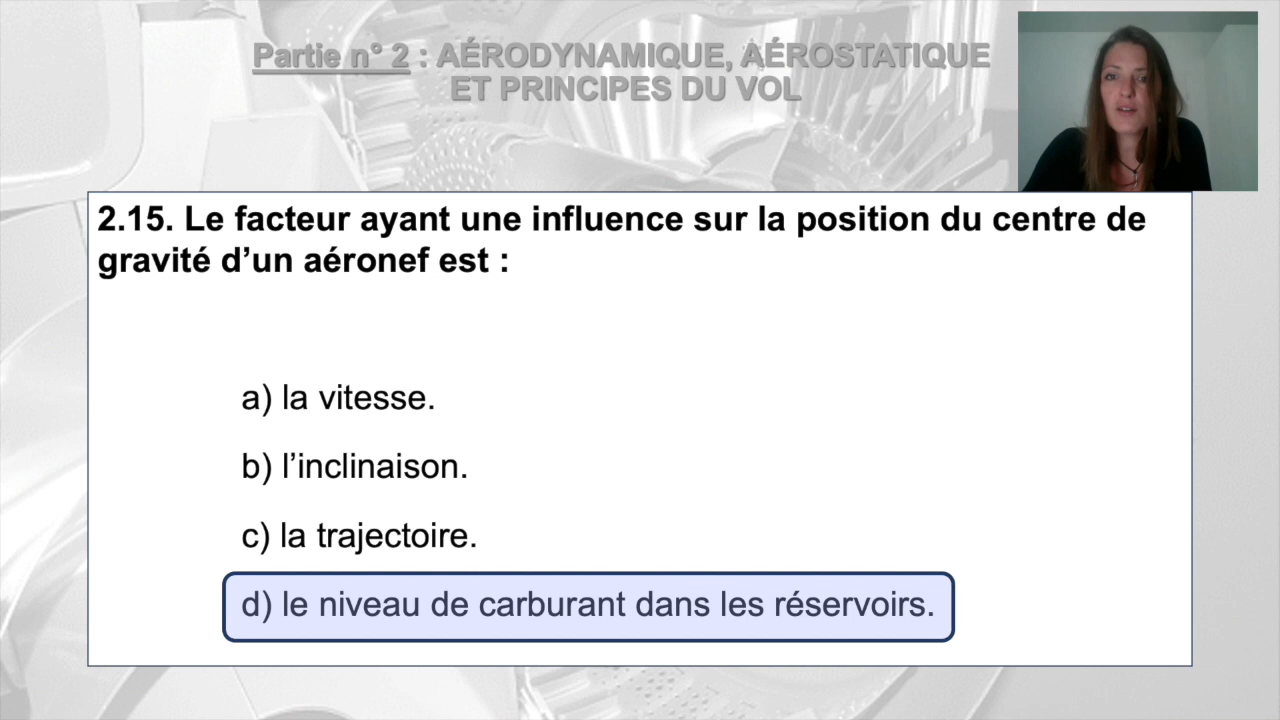 Partie n° 2 : AÉRODYNAMIQUE, AÉROSTATIQUE
ET PRINCIPES DU VOL
2.15. Le facteur ayant une influence sur la position du centre de
gravité d’un aéronef est :
a) la vitesse.
b) l’inclinaison.
c) la trajectoire.
d) le niveau de carburant dans les réservoirs.